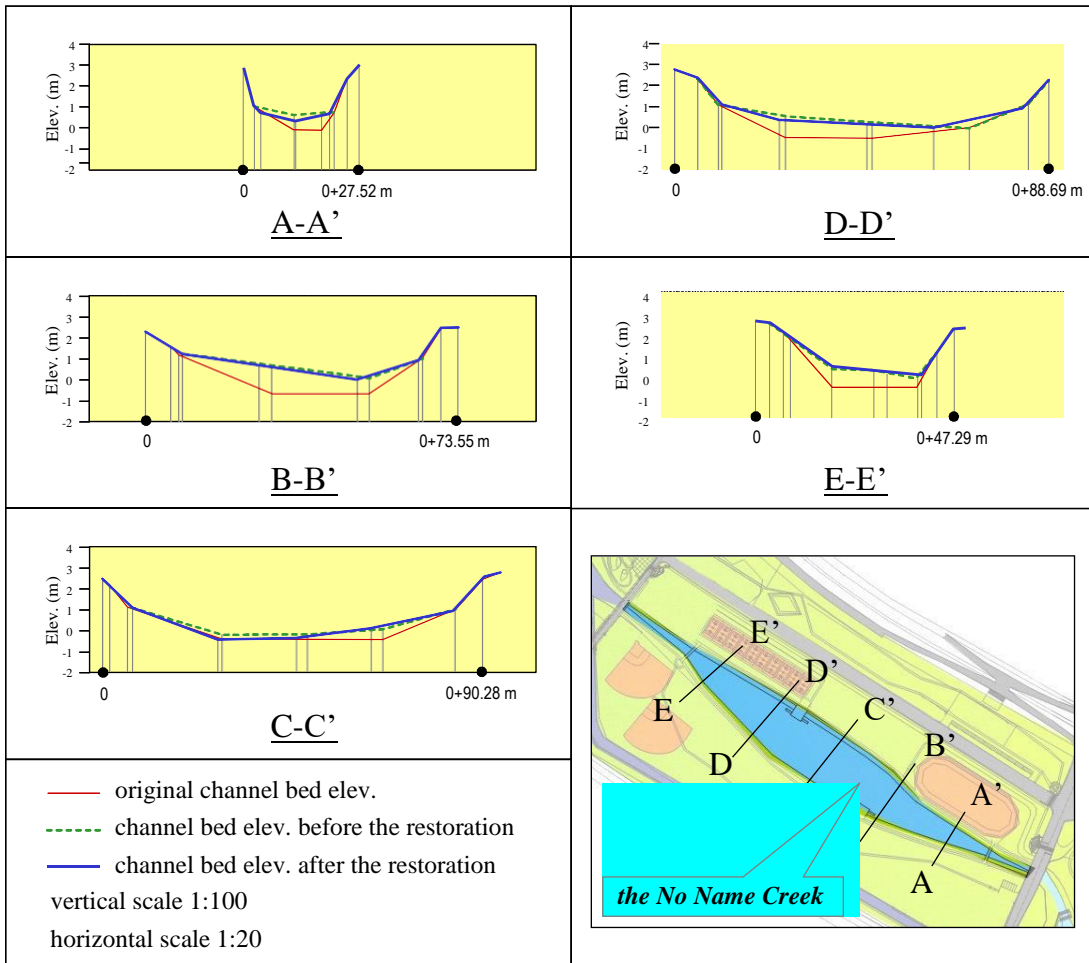 4
3
2
1
0
-1
-2
Elev. (m)
0
0+27.52 m
A-A’
4
3
2
1
0
-1
-2
Elev. (m)
0
0+88.69 m
D-D’
4
3
2
1
0
-1
-2
Elev. (m)
0
0+73.55 m
B-B’
4
3
2
1
0
-1
-2
Elev. (m)
0
0+47.29 m
E-E’
4
3
2
1
0
-1
-2
Elev. (m)
0
0+90.28 m
C-C’
original channel bed elev.
channel bed elev. before the restoration
channel bed elev. after the restoration
vertical scale 1:100
horizontal scale 1:20
E’
D’
E
C’
D
B’
A’
A
the No Name Creek